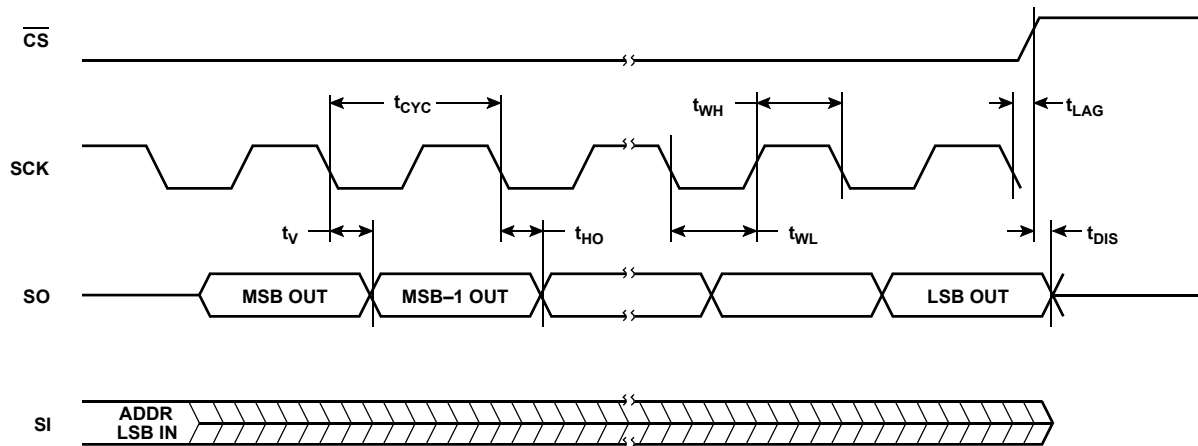 CS
tCYC
tWH
tLAG
SCK
tV
tHO
tWL
tDIS
SO
MSB OUT
MSB–1 OUT
LSB OUT
SI
ADDR
LSB IN